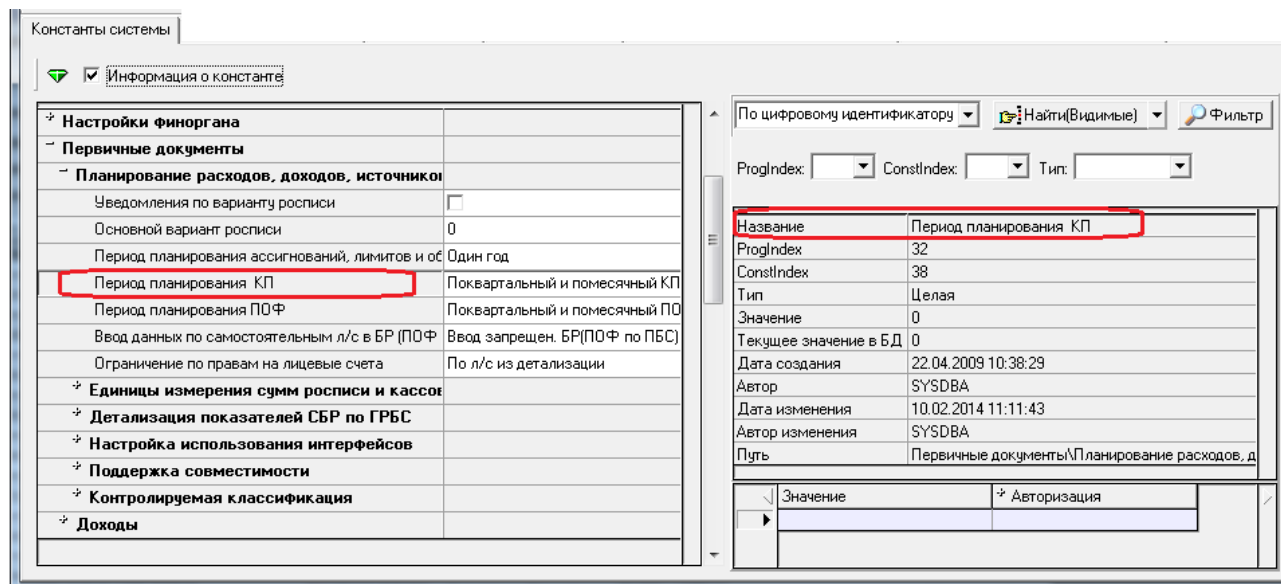 Константы системы
Информация о константе
Настройки финоргана
Первичные документы
Планирование расходов, доходов, источников
Уведомления по варианту росписи
Основной вариант росписи 0
Период планирования ассигнований, лимитов и об Один год
Период планирования КП Поквартальный и помесячный КП
Период планирования ПОФ Поквартальный и помесячный ПО
Ввод данных по самостоятельным л/с в БР (ПОФ Ввод запрещен. БР(ПОФ по ПБС)
Ограничение по правам на лицевые счета По л/с из детализации
Единицы измерения сумм росписи и кассов
Детализация показателей СБР по ГРБС
Настройка использования интерфейсов
Поддержка совместимости
Контролируемая классификация
Доходы
По цифровому идентификатору Найти(Видимые) Фильтр
ProgIndex: ConstIndex: Тип:
Название Период планирования КП
ProgIndex 32
ConstIndex 38
Тип Целая
Значение 0
Текущее значение в БД 0
Дата создания 22.04.2009 10:38:29
Автор SYSDBA
Дата изменения 10.02.2014 11:11:43
Автор изменения SYSDBA
Путь Первичные документы\Планирование расходов, д
Значение Авторизация